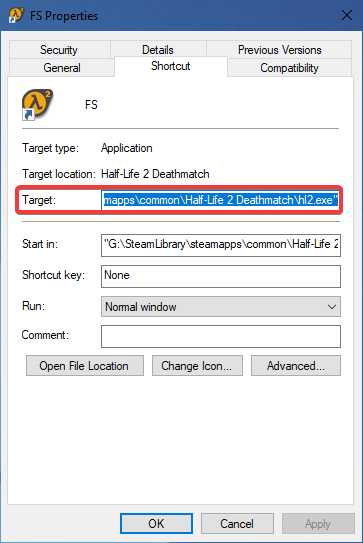 FS Properties
Security Details Previous Versions
General Shortcut Compatibility
2
FS
Target type: Application
Target location: Half-Life 2 Deathmatch
Target: mapps\common\Half-Life 2 Deathmatch\hl2.exe"
Start in: "G:\SteamLibrary\steamapps\common\Half-Life 2
Shortcut key: None
Run: Normal window
Comment:
Open File Location Change Icon... Advanced...
OK Cancel Apply